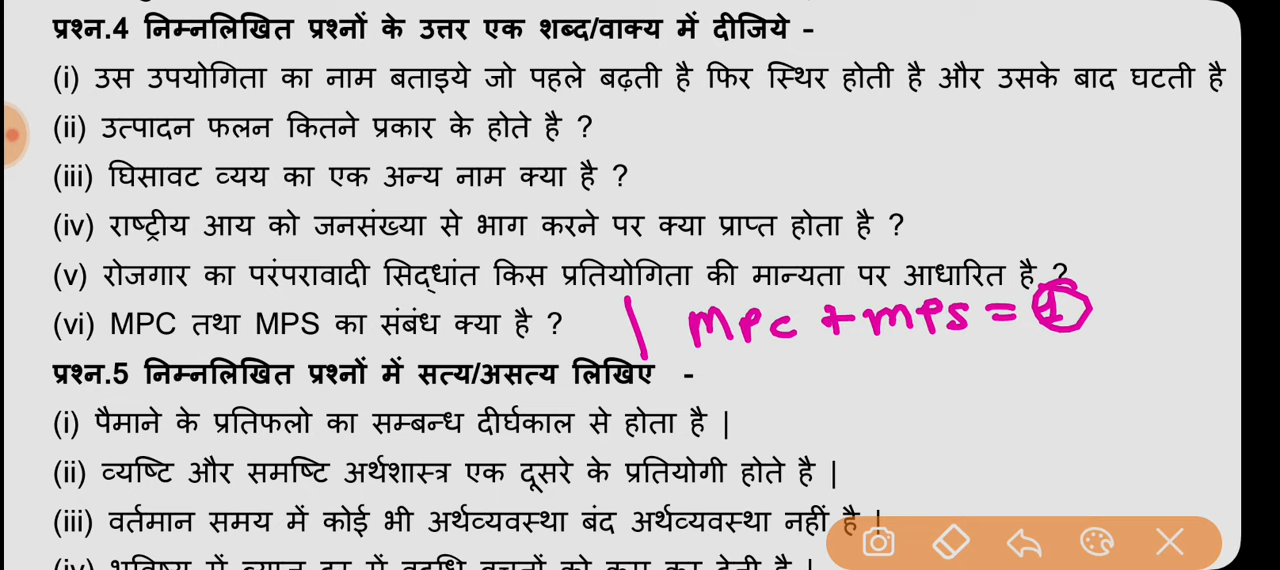 प्रश्न.4 निम्नलिखित प्रश्नों के उत्तर एक शब्द/वाक्य में दीजिये -
(i) उस उपयोगिता का नाम बताइये जो पहले बढ़ती है फिर स्थिर होती है और उसके बाद घटती है
(ii) उत्पादन फलन कितने प्रकार के होते है ?
(iii) घिसावट व्यय का एक अन्य नाम क्या है ?
(iv) राष्ट्रीय आय को जनसंख्या से भाग करने पर क्या प्राप्त होता है ?
(v) रोजगार का परंपरावादी सिद्धांत किस प्रतियोगिता की मान्यता पर आधारित है ?
(vi) MPC तथा MPS का संबंध क्या है ? | MPC + MPS = 1
प्रश्न.5 निम्नलिखित प्रश्नों में सत्य/असत्य लिखिए -
(i) पैमाने के प्रतिफलो का सम्बन्ध दीर्घकाल से होता है |
(ii) व्यष्टि और समष्टि अर्थशास्त्र एक दूसरे के प्रतियोगी होते है |
(iii) वर्तमान समय में कोई भी अर्थव्यवस्था बंद अर्थव्यवस्था नहीं है |